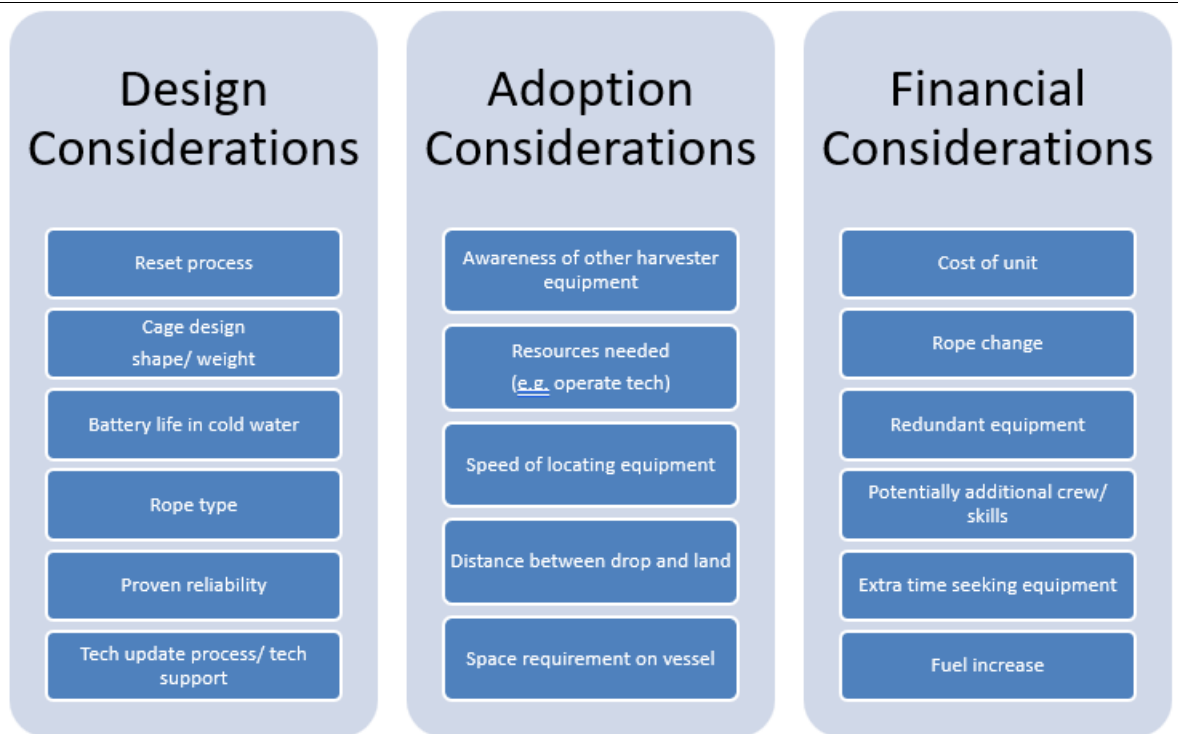 Design
Considerations
Reset process
Cage design
shape/ weight
Battery life in cold water
Rope type
Proven reliability
Tech update process/ tech
support
Adoption
Considerations
Awareness of other harvester
equipment
Resources needed
(e.g. operate tech)
Speed of locating equipment
Distance between drop and land
Space requirement on vessel
Financial
Considerations
Cost of unit
Rope change
Redundant equipment
Potentially additional crew/
skills
Extra time seeking equipment
Fuel increase